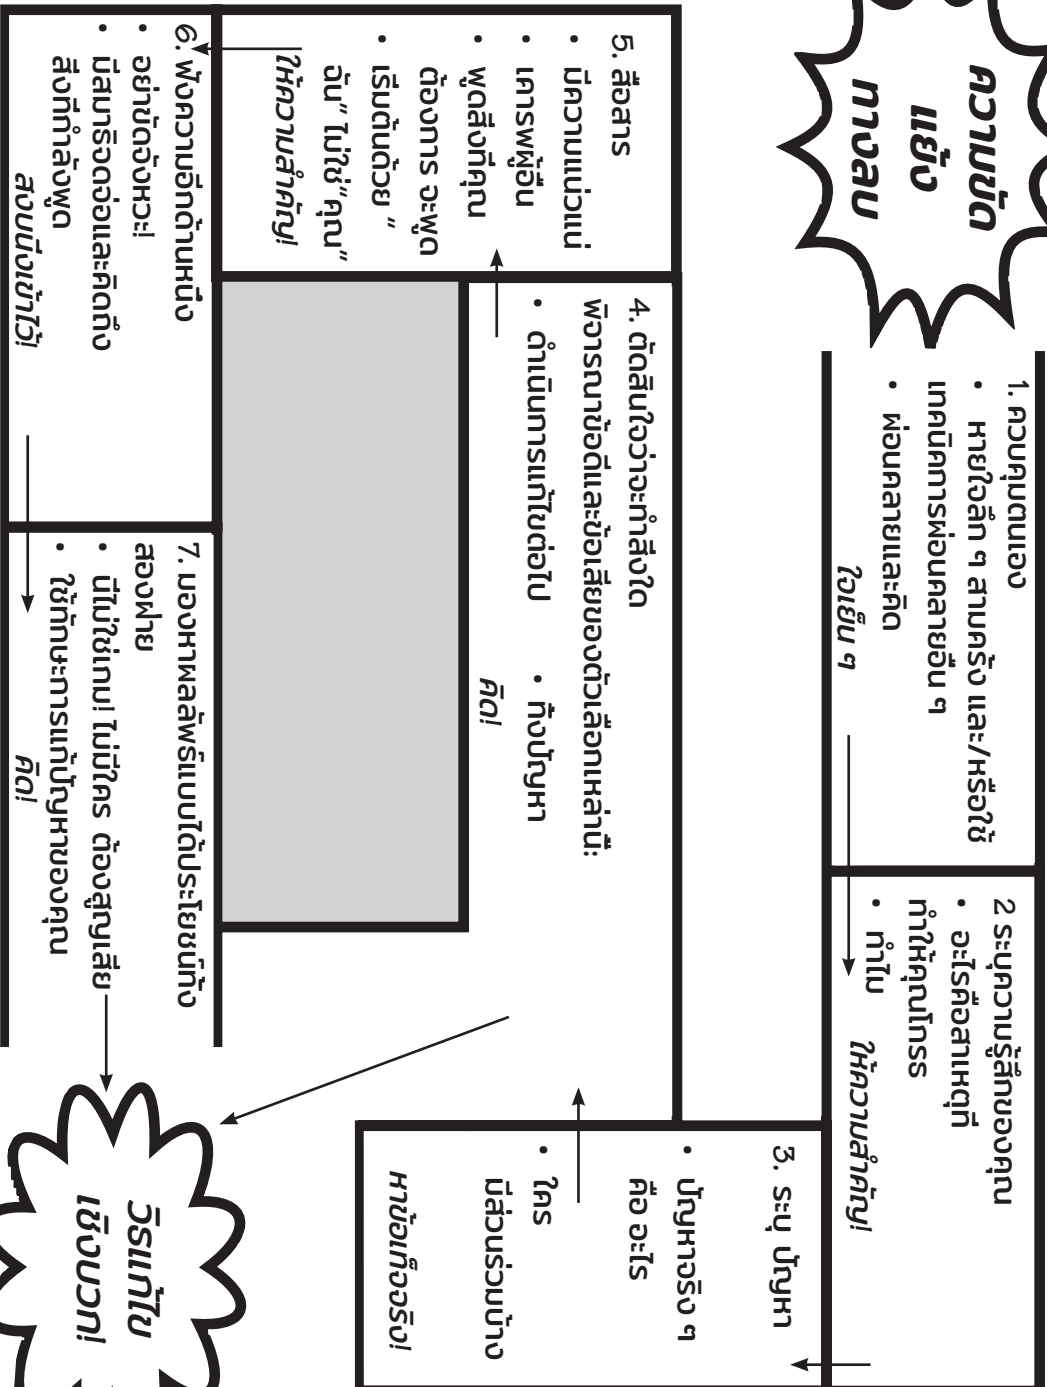 ความขัด
แย้ง
ทางลบ
1. ควบคุมตนเอง
• หายใจลึก ๆ สามครั้ง และ/หรือใช้
เทคนิคการผ่อนคลายอื่น ๆ
• ผ่อนคลายและคิด
ใจเย็น ๆ
2 ระบุความรู้สึกของคุณ
• อะไรคือสาเหตุที่
ทำให้คุณโกรธ
• ทำไม
ให้ความสำคัญ!
3. ระบุ ปัญหา
• ปัญหาจริง ๆ
คือ อะไร
• ใคร
มีส่วนร่วมบ้าง
หาข้อเท็จจริง!
4. ตัดสินใจว่าจะทำสิ่งใด
พิจารณาข้อดีและข้อเสียของตัวเลือกเหล่านี้:
• ดำเนินการแก้ไขต่อไป • ทิ้งปัญหา
คิด!
5. สื่อสาร
• มีความแน่วแน่
• เคารพผู้อื่น
• พูดสิ่งที่คุณ
ต้องการ จะพูด
• เริ่มต้นด้วย "
ฉัน" ไม่ใช่"คุณ"
ให้ความสำคัญ!
6. ฟังความอีกด้านหนึ่ง
• อย่าขัดจังหวะ!
• มีสมาธิจดจ่อและคิดถึง
สิ่งที่กำลังพูด
สงบนิ่งเข้าไว้!
7. มองหาผลลัพธ์แบบได้ประโยชน์ทั้ง
สองฝ่าย
• นี่ไม่ใช่เกม! ไม่มีใคร ต้องสูญเสีย
• ใช้ทักษะการแก้ปัญหาของคุณ
คิด!
วิธีแก้ไข
เชิงบวก!